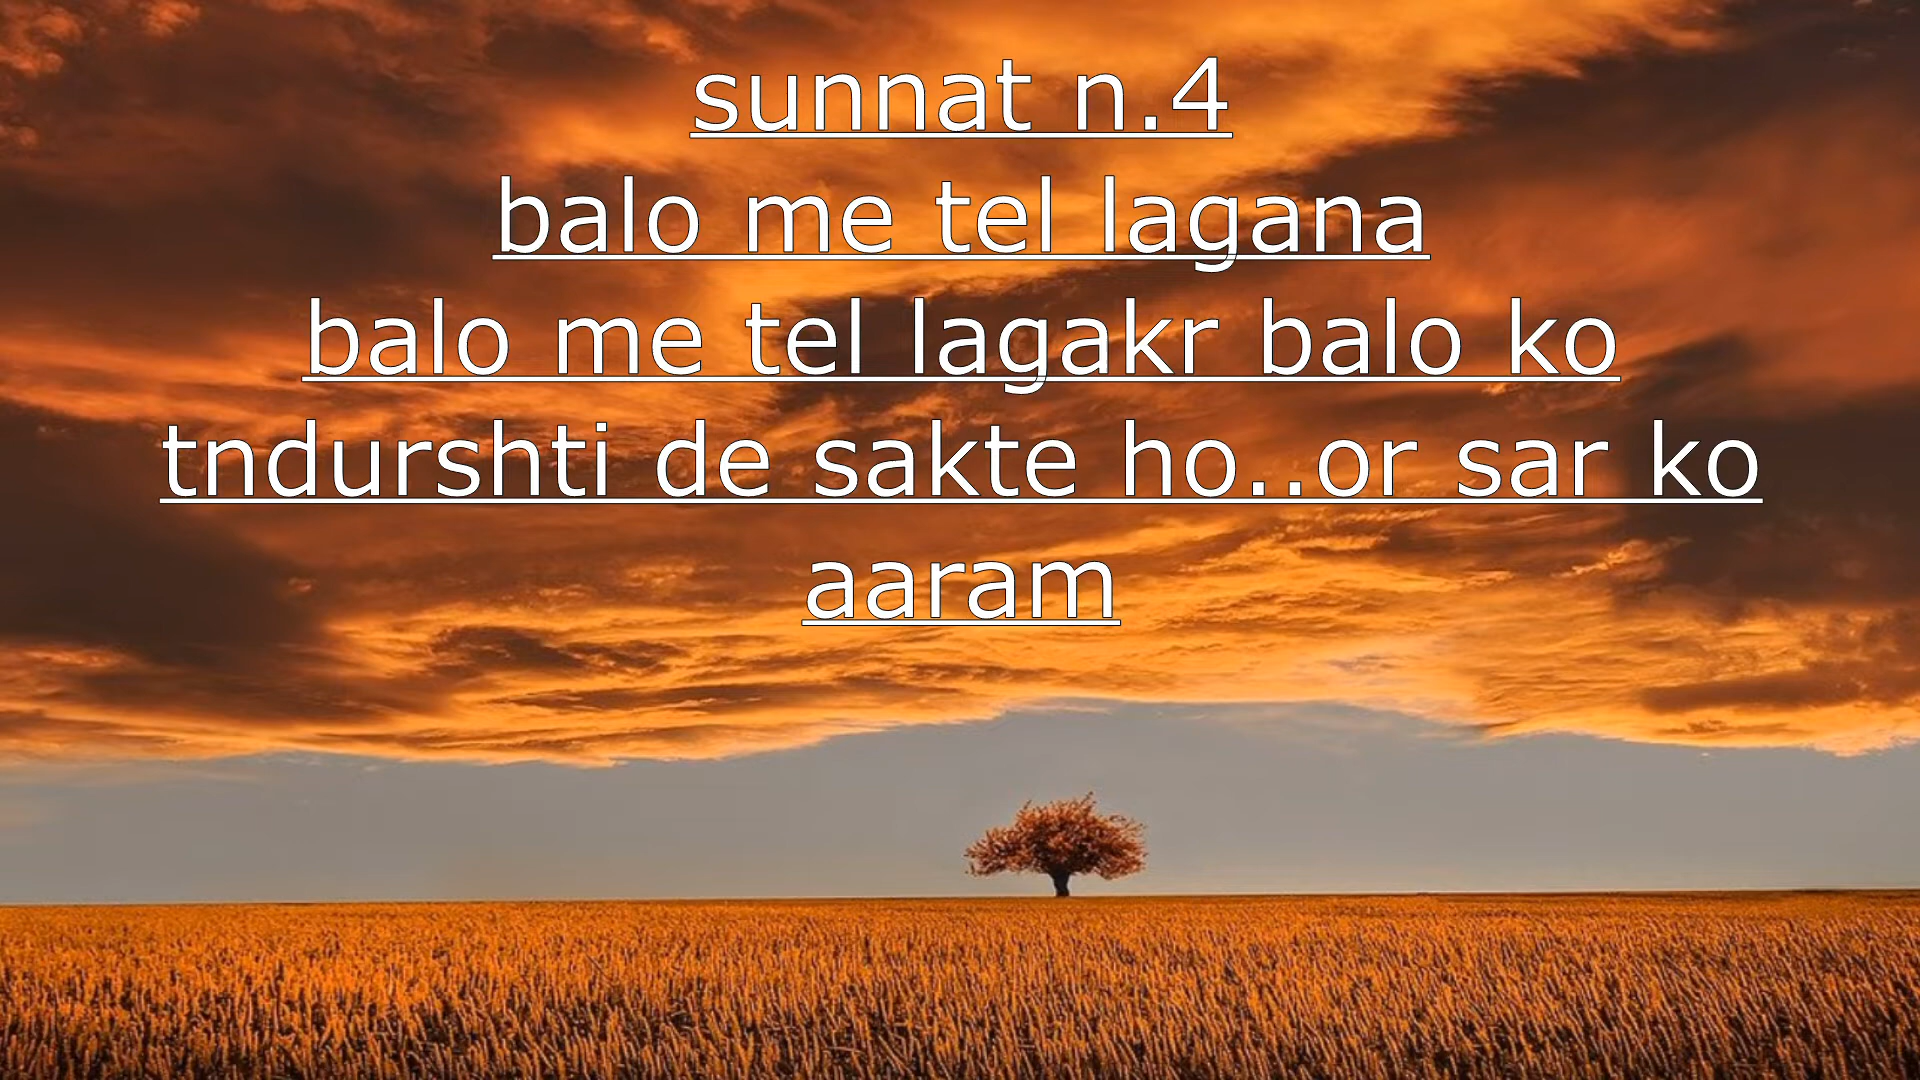 sunnat n.4
balo me tel lagana
balo me tel lagakr balo ko
tndurshti de sakte ho..or sar ko
aaram